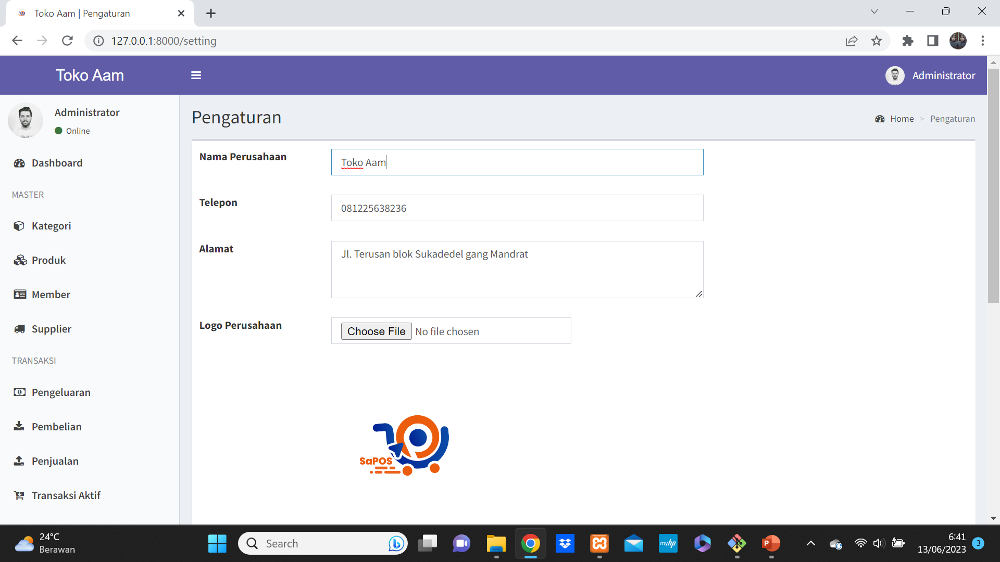 Toko Aam | Pengaturan
127.0.0.1:8000/setting
Toko Aam
Administrator
Administrator
Online
Pengaturan
Home > Pengaturan
Dashboard
MASTER
Kategori
Produk
Member
Supplier
TRANSAKSI
Pengeluaran
Pembelian
Penjualan
Transaksi Aktif
Nama Perusahaan
Toko Aam
Telepon
081225638236
Alamat
Jl. Terusan blok Sukadedel gang Mandrat
Logo Perusahaan
Choose File No file chosen
SaPOS
24°C
Berawan
Search
myhp
P
6:41
13/06/2023
3